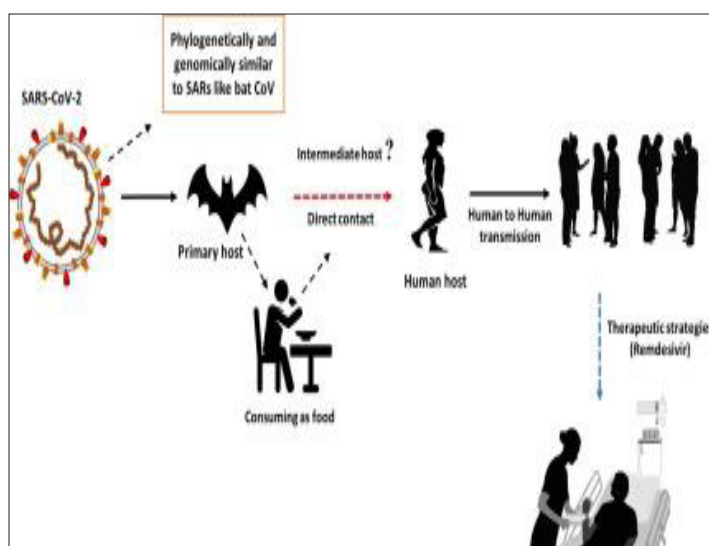 Phylogenetically and
genomically similar
to SARs like bat CoV
SARS-CoV-2
Intermediate host ?
Direct contact
Primary host
Human host
Human to Human
transmission
Consuming as food
Therapeutic strategie
(Remdesivir)